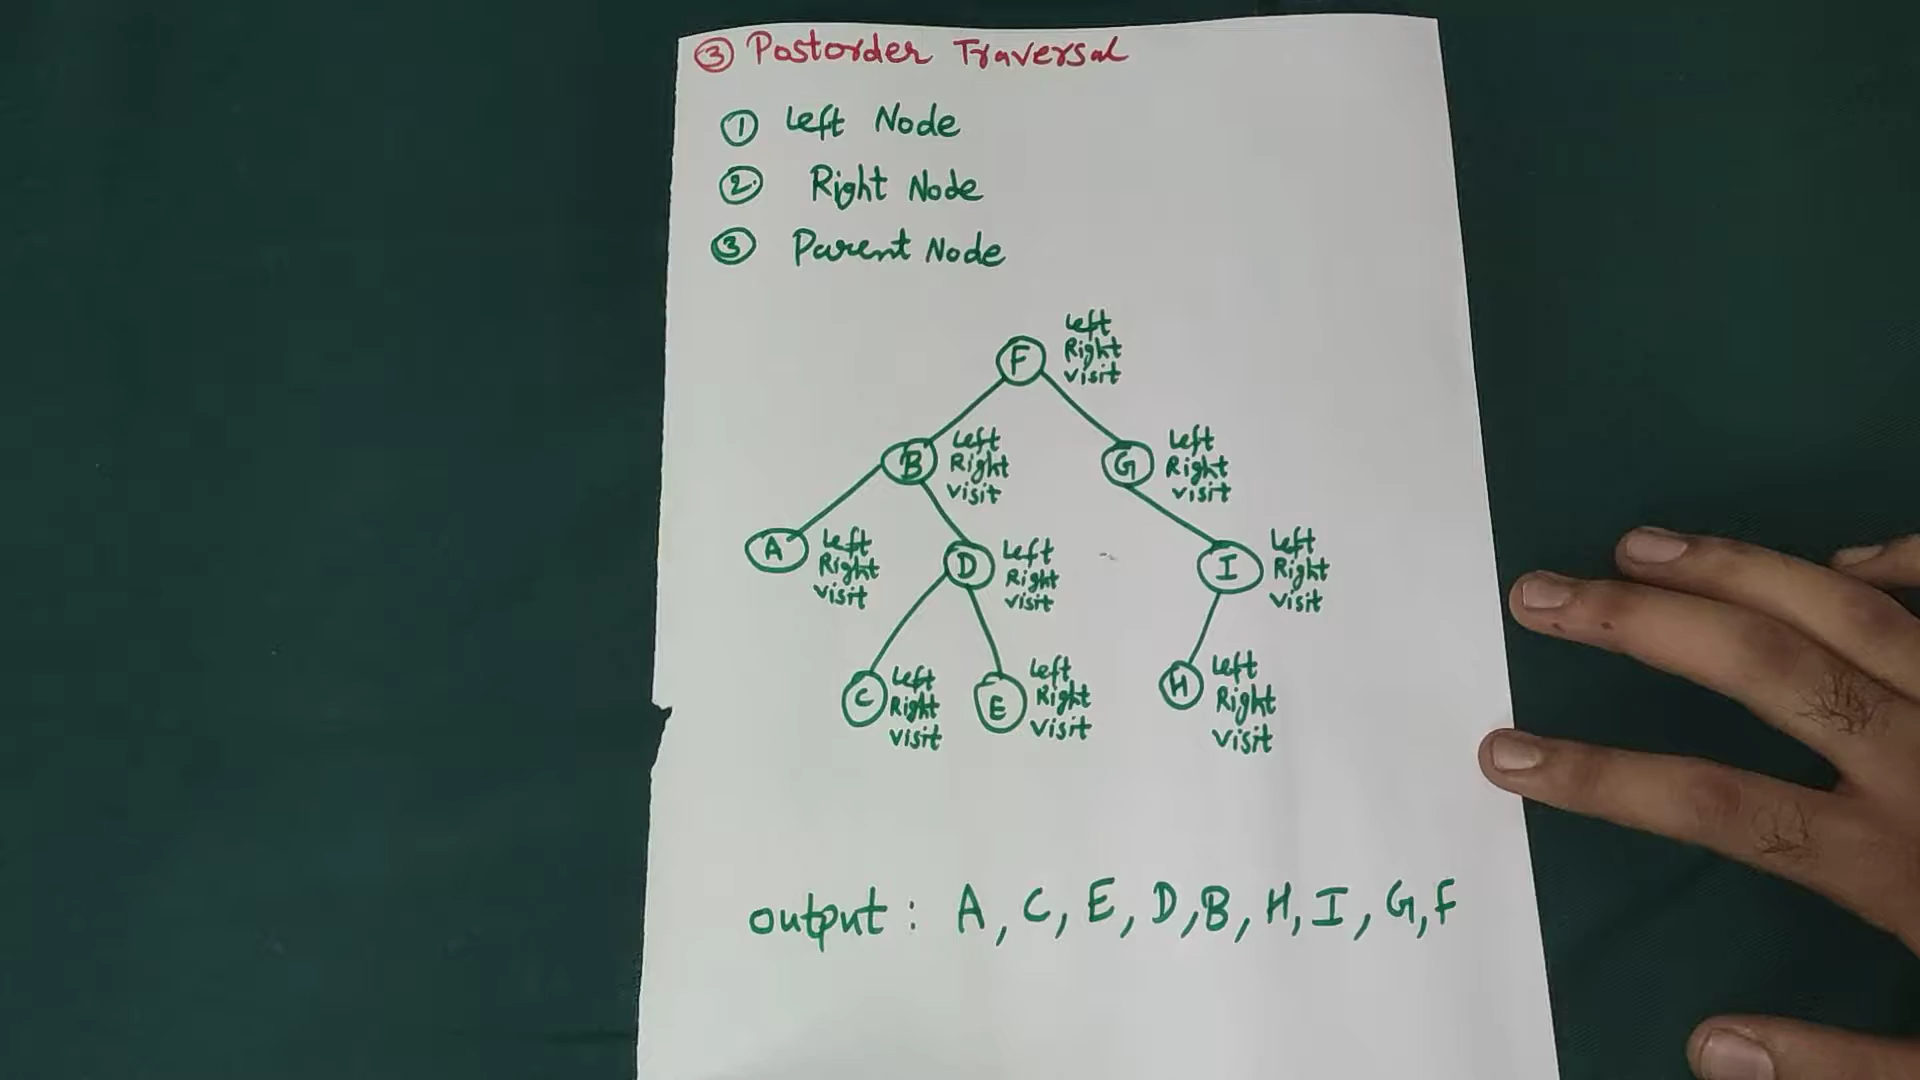 ③ Postorder Traversal
① Left Node
② Right Node
③ Parent Node
F
Left
Right
visit
B
Left
Right
visit
G
Left
Right
visit
A
Left
Right
visit
D
Left
Right
visit
I
Left
Right
visit
C
Left
Right
visit
E
Left
Right
visit
H
Left
Right
visit
output : A, C, E, D, B, H, I, G, F